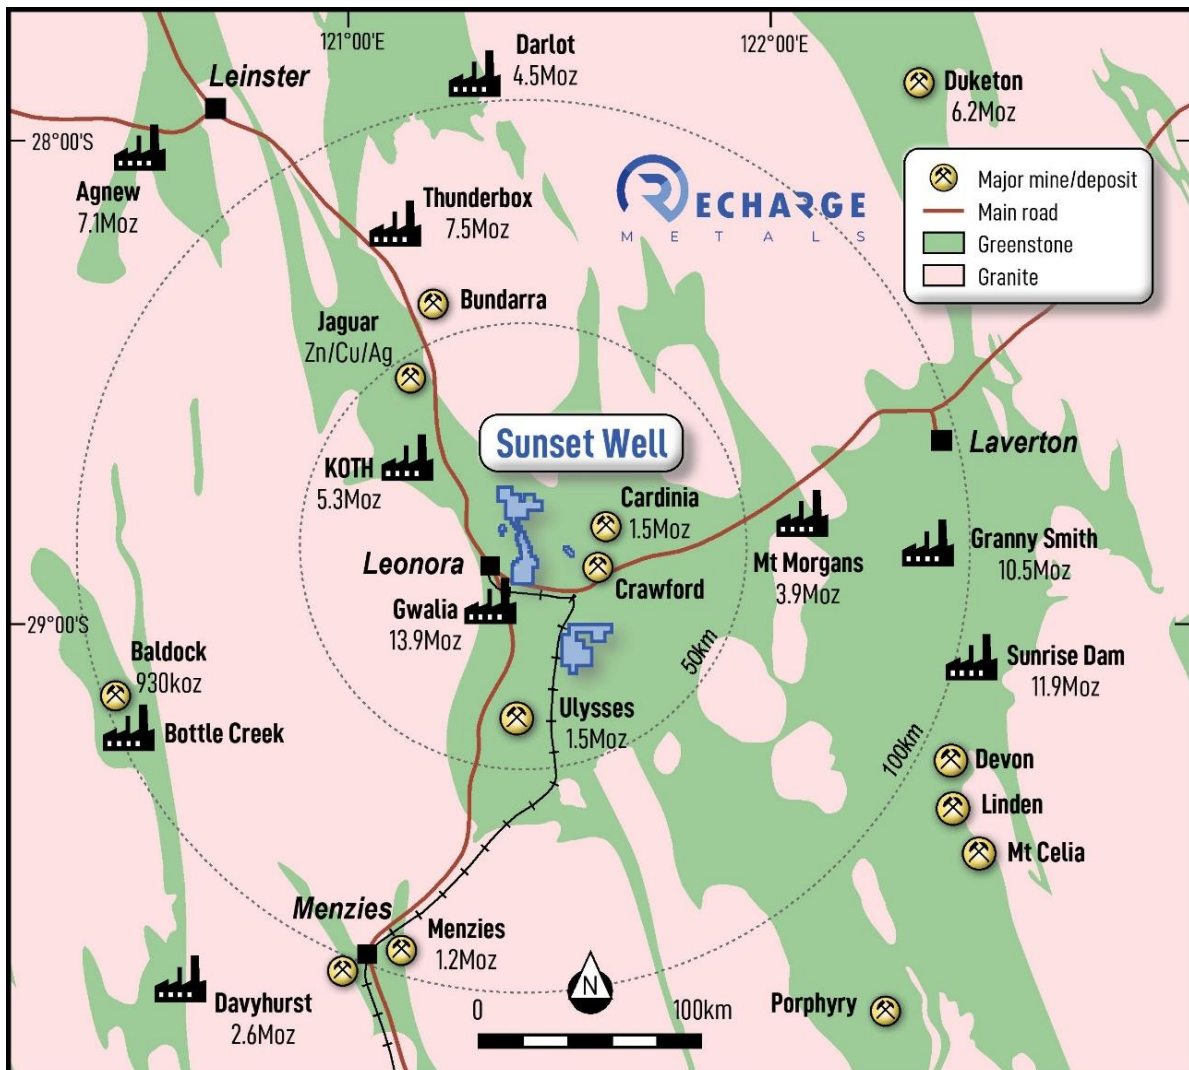 121°00'E
122°00'E
Leinster
Darlot
4.5Moz
Duketon
6.2Moz
28°00'S
Agnew
7.1Moz
Thunderbox
7.5Moz
RECHARGE
METALS
Major mine/deposit
Main road
Greenstone
Granite
Bundarra
Jaguar
Zn/Cu/Ag
Sunset Well
Laverton
KOTH
5.3Moz
Cardinia
1.5Moz
Leonora
Crawford
Mt Morgans
3.9Moz
Granny Smith
10.5Moz
Gwalia
13.9Moz
29°00'S
50km
Baldock
930koz
Bottle Creek
Sunrise Dam
11.9Moz
Ulysses
1.5Moz
100km
Devon
Linden
Mt Celia
Menzies
Menzies
1.2Moz
Davyhurst
2.6Moz
N
0
100km
Porphyry